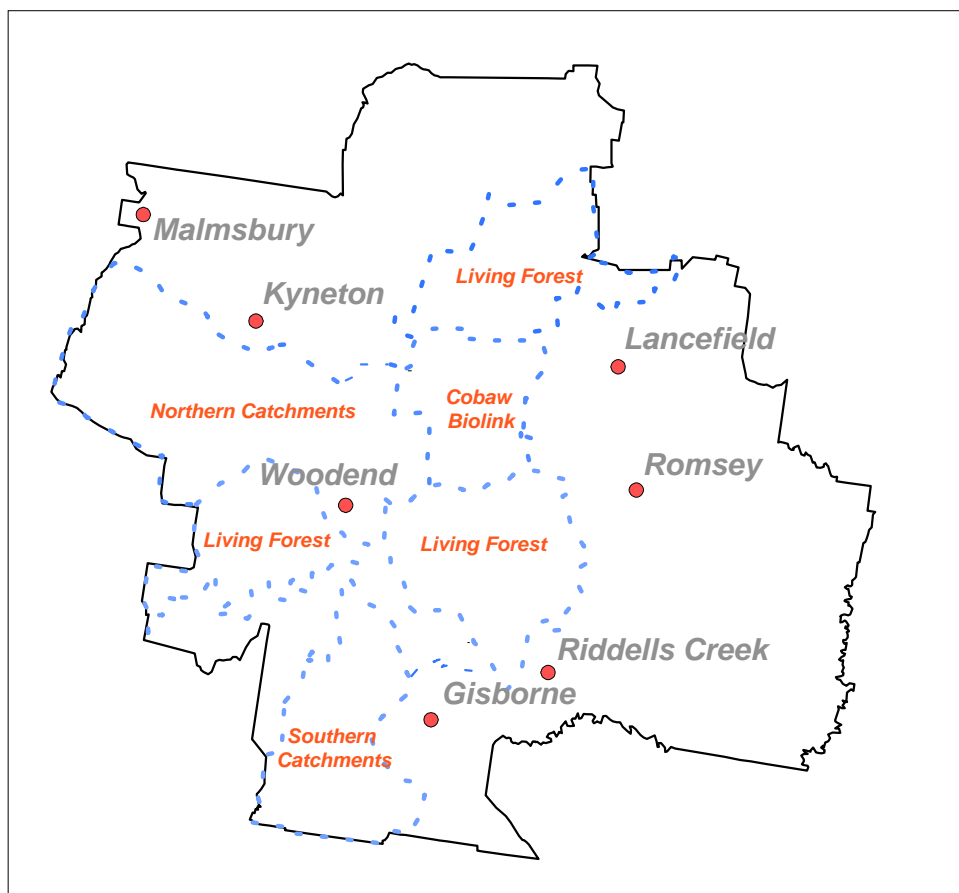 Malmsbury
Living Forest
Kyneton
Lancefield
Cobaw
Biolink
Northern Catchments
Woodend
Romsey
Living Forest
Living Forest
Riddells Creek
Gisborne
Southern
Catchments